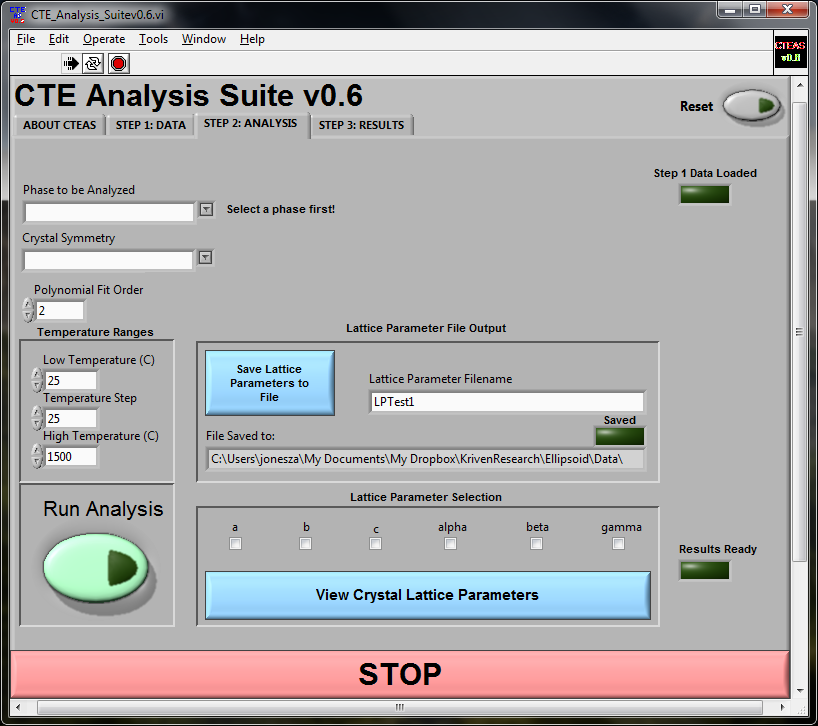 CTE_Analysis_Suitev0.6.vi
File Edit Operate Tools Window Help
CTEAS
v0.6
CTE Analysis Suite v0.6
Reset
ABOUT CTEAS STEP 1: DATA STEP 2: ANALYSIS STEP 3: RESULTS
Step 1 Data Loaded
Phase to be Analyzed
Select a phase first!
Crystal Symmetry
Polynomial Fit Order
2
Temperature Ranges
Low Temperature (C)
25
Temperature Step
25
High Temperature (C)
1500
Lattice Parameter File Output
Save Lattice
Parameters to
File
Lattice Parameter Filename
LPTest1
Saved
File Saved to:
C:\Users\jonesza\My Documents\My Dropbox\KrivenResearch\Ellipsoid\Data\
Run Analysis
Lattice Parameter Selection
a b c alpha beta gamma
View Crystal Lattice Parameters
Results Ready
STOP